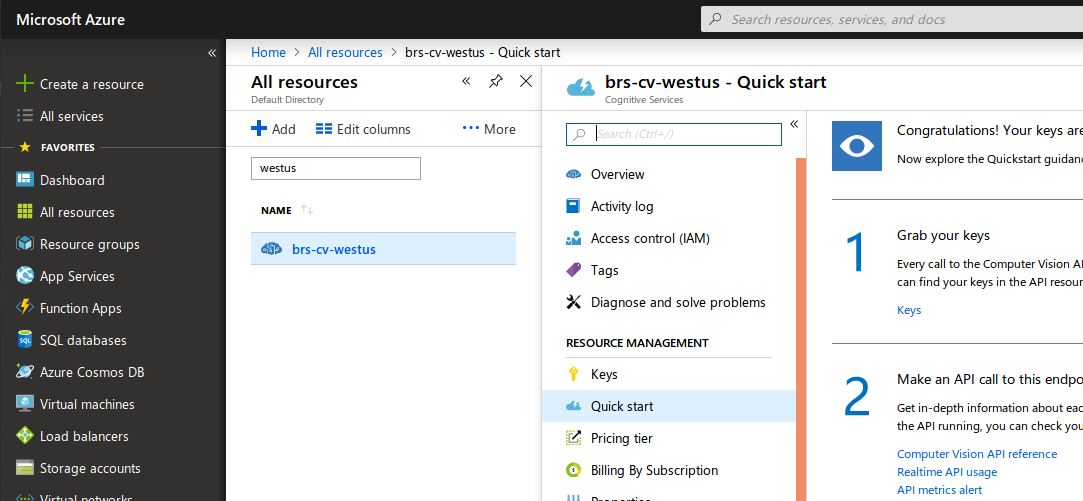 Microsoft Azure
Search resources, services, and docs
«
Create a resource
All services
FAVORITES
Dashboard
All resources
Resource groups
App Services
Function Apps
SQL databases
Azure Cosmos DB
Virtual machines
Load balancers
Storage accounts
Virtual networks
Home > All resources > brs-cv-westus - Quick start
All resources
Default Directory
Add Edit columns ··· More
westus
NAME
brs-cv-westus
brs-cv-westus - Quick start
Cognitive Services
Search (Ctrl+/)
Overview
Activity log
Access control (IAM)
Tags
Diagnose and solve problems
RESOURCE MANAGEMENT
Keys
Quick start
Pricing tier
Billing By Subscription
Properties
Congratulations! Your keys are
Now explore the Quickstart guidanc
1
Grab your keys
Every call to the Computer Vision AP
can find your keys in the API resour
Keys
2
Make an API call to this endpo
Get in-depth information about eac
the API running, you can check you
Computer Vision API reference
Realtime API usage
API metrics alert